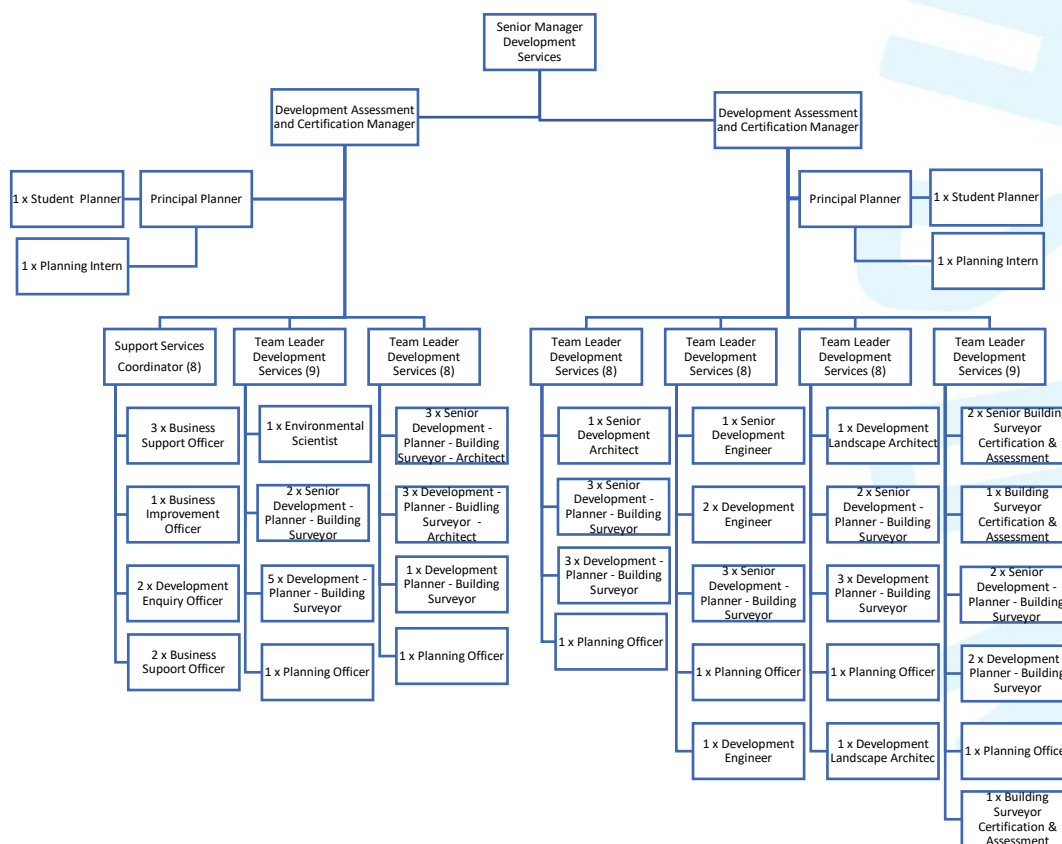 Senior Manager
Development
Services
Development Assessment
and Certification Manager
Development Assessment
and Certification Manager
1 x Student Planner
Principal Planner
1 x Planning Intern
Principal Planner
1 x Student Planner
1 x Planning Intern
Support Services
Coordinator (8)
3 x Business
Support Officer
1 x Business
Improvement
Officer
2 x Development
Enquiry Officer
2 x Business
Support Officer
Team Leader
Development
Services (9)
1 x Environmental
Scientist
2 x Senior
Development -
Planner - Building
Surveyor
5 x Development -
Planner - Building
Surveyor
1 x Planning Officer
Team Leader
Development
Services (8)
3 x Senior
Development -
Planner - Building
Surveyor - Architect
3 x Development -
Planner - Buidling
Surveyor -
Architect
1 x Development
Planner - Building
Surveyor
1 x Planning Officer
Team Leader
Development
Services (8)
1 x Senior
Development
Architect
3 x Senior
Development -
Planner - Building
Surveyor
3 x Development -
Planner - Building
Surveyor
1 x Planning Officer
Team Leader
Development
Services (8)
1 x Senior
Development
Engineer
2 x Development
Engineer
3 x Senior
Development -
Planner - Building
Surveyor
1 x Planning Officer
1 x Development
Engineer
Team Leader
Development
Services (8)
1 x Development
Landscape Architect
2 x Senior
Development -
Planner - Building
Surveyor
3 x Development
Planner - Building
Surveyor
1 x Planning Officer
1 x Development
Landscape Architec
Team Leader
Development
Services (9)
2 x Senior Building
Surveyor
Certification &
Assessment
1 x Building
Surveyor
Certification &
Assessment
2 x Senior
Development -
Planner - Building
Surveyor
2 x Development
Planner - Building
Surveyor
1 x Planning Office
1 x Building
Surveyor
Certification &
Assessment